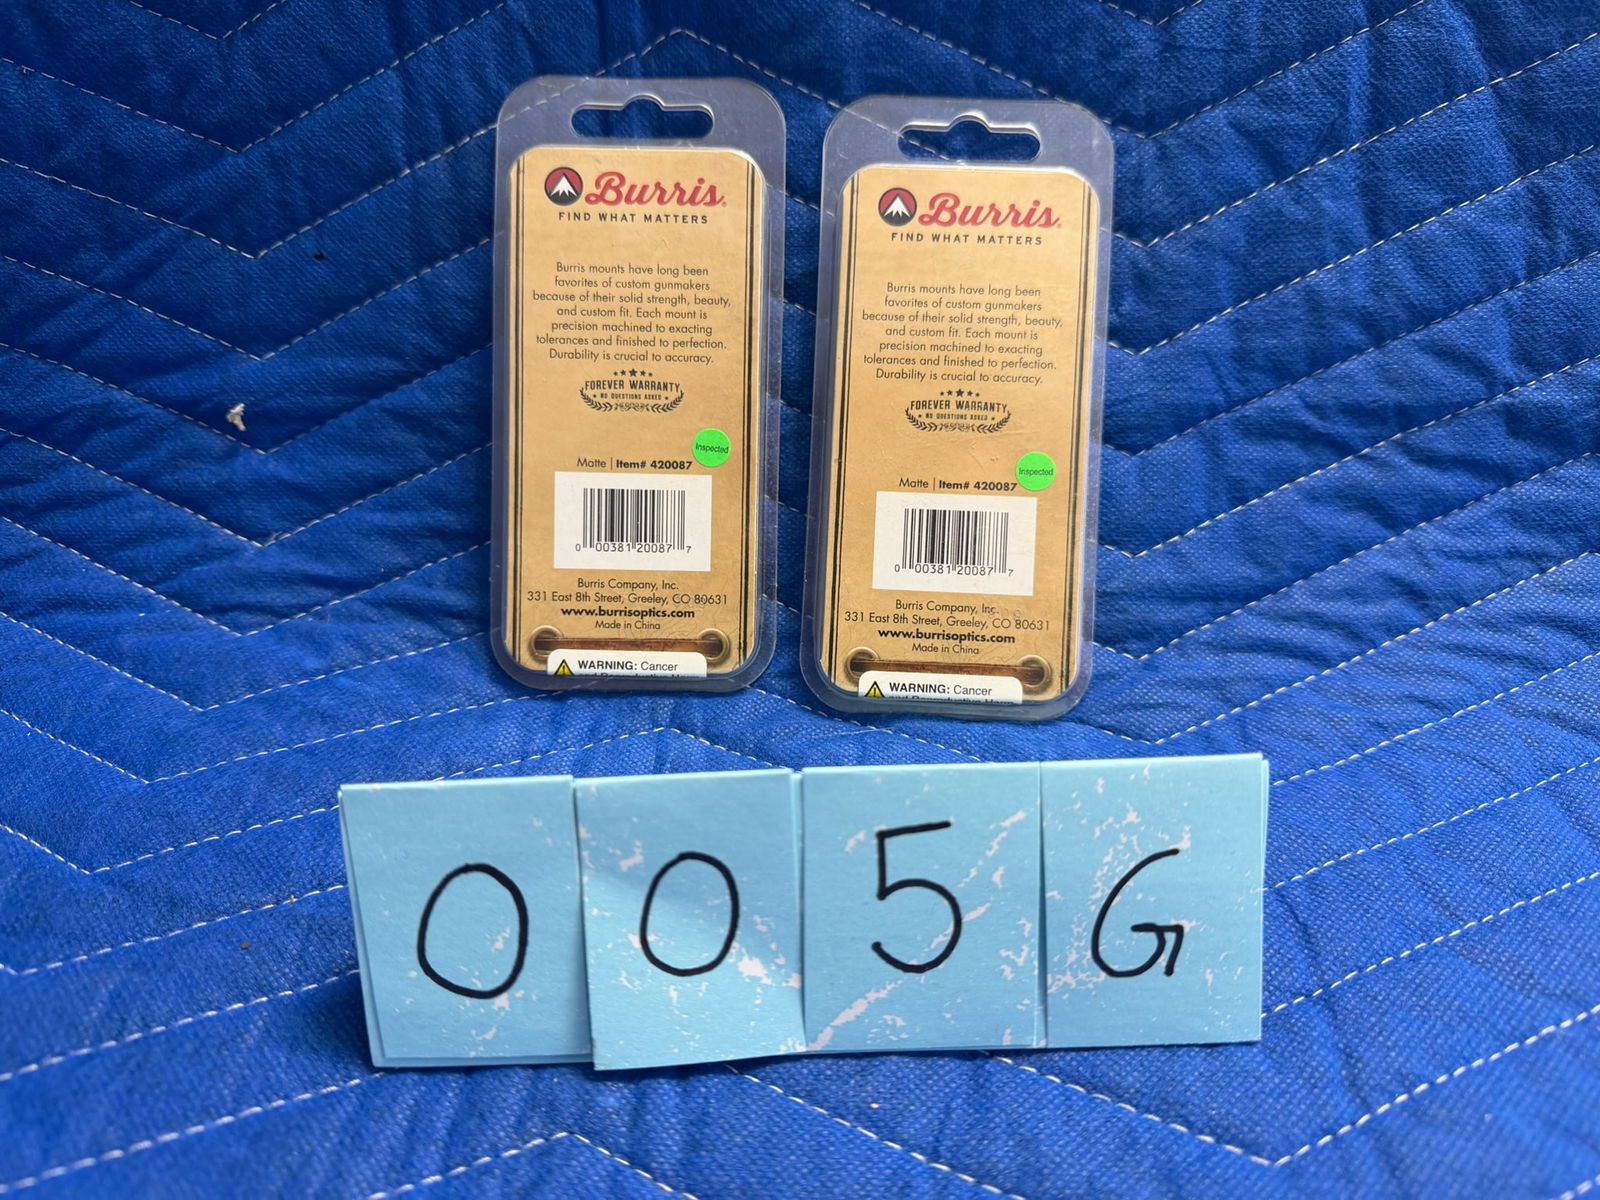 Burris
FIND WHAT MATTERS
Burris mounts have long been
favorites of custom gunmakers
because of their solid strength, beauty,
and custom fit. Each mount is
precision machined to exacting
tolerances and finished to perfection.
Durability is crucial to accuracy.
FOREVER WARRANTY
NO QUESTIONS ASKED
Inspected
Matte | Item# 420087
0 00381 20087 7
Burris Company, Inc.
331 East 8th Street, Greeley, CO 80631
www.burrisoptics.com
Made in China
WARNING: Cancer
and Reproductive Harm
Burris
FIND WHAT MATTERS
Burris mounts have long been
favorites of custom gunmakers
because of their solid strength, beauty,
and custom fit. Each mount is
precision machined to exacting
tolerances and finished to perfection.
Durability is crucial to accuracy.
FOREVER WARRANTY
NO QUESTIONS ASKED
Inspected
Matte | Item# 420087
0 00381 20087 7
Burris Company, Inc.
331 East 8th Street, Greeley, CO 80631
www.burrisoptics.com
Made in China
WARNING: Cancer
and Reproductive Harm
0 0 5 G